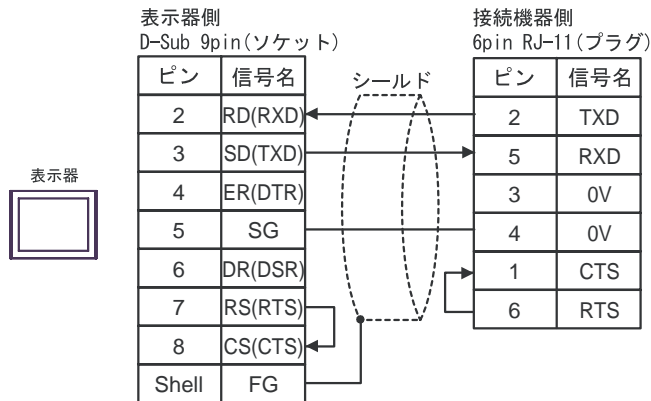 表示器側
D-Sub 9pin(ソケット)
接続機器側
6pin RJ-11(プラグ)
ピン 信号名
シールド
ピン 信号名
2 RD(RXD) 2 TXD
3 SD(TXD) 5 RXD
表示器
4 ER(DTR) 3 0V
5 SG 4 0V
6 DR(DSR) 1 CTS
7 RS(RTS) 6 RTS
8 CS(CTS)
Shell FG